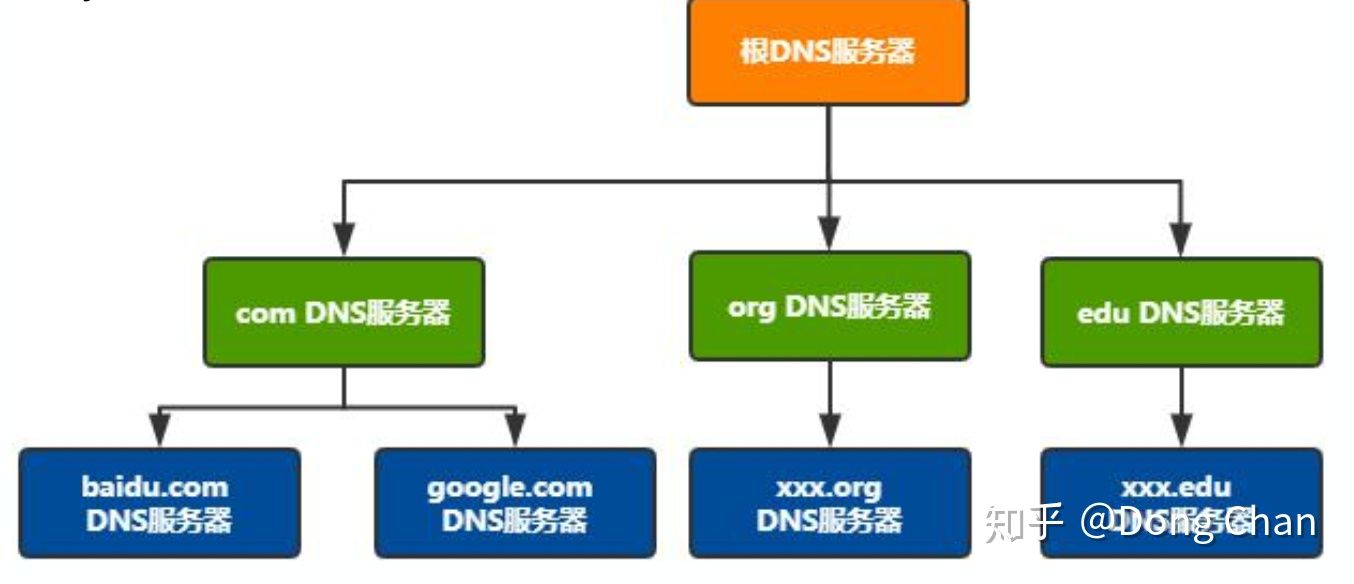 根DNS服务器
com DNS服务器
org DNS服务器
edu DNS服务器
baidu.com
DNS服务器
google.com
DNS服务器
xxx.org
DNS服务器
xxx.edu
DNS服务器
知乎 @Dong Chan